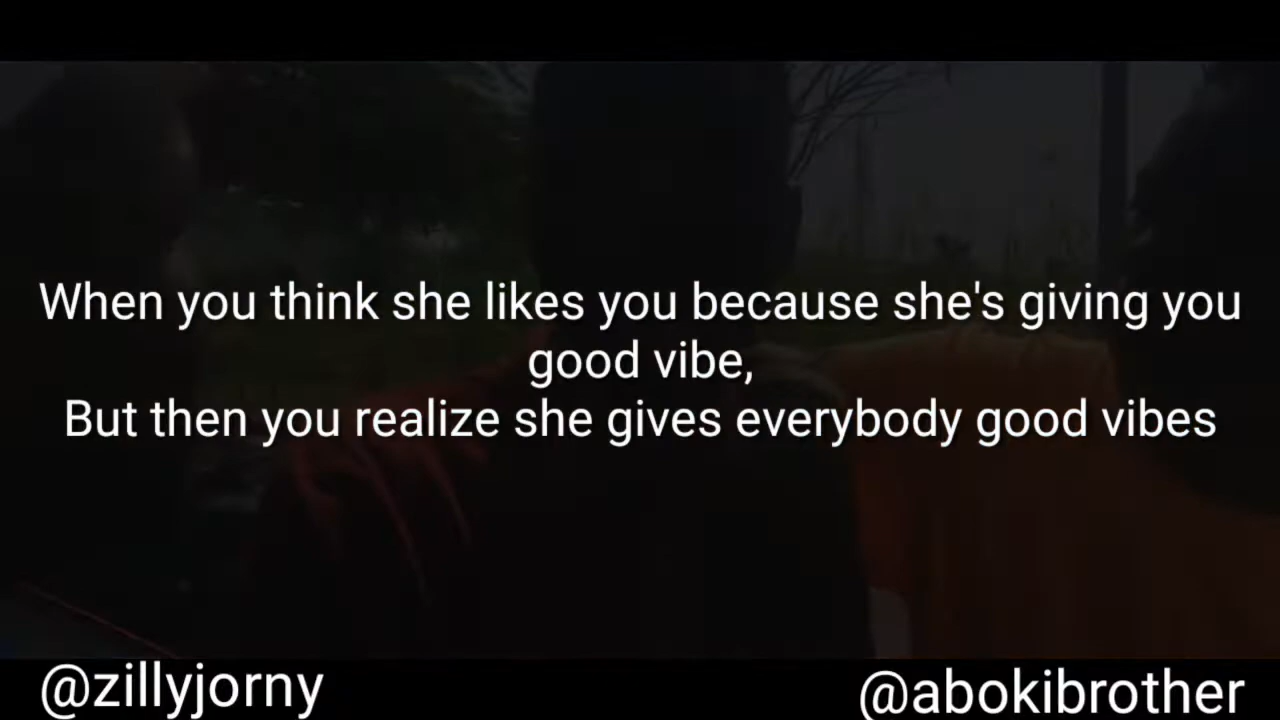 When you think she likes you because she's giving you
good vibe,
But then you realize she gives everybody good vibes
@zillyjorny
@abokibrother